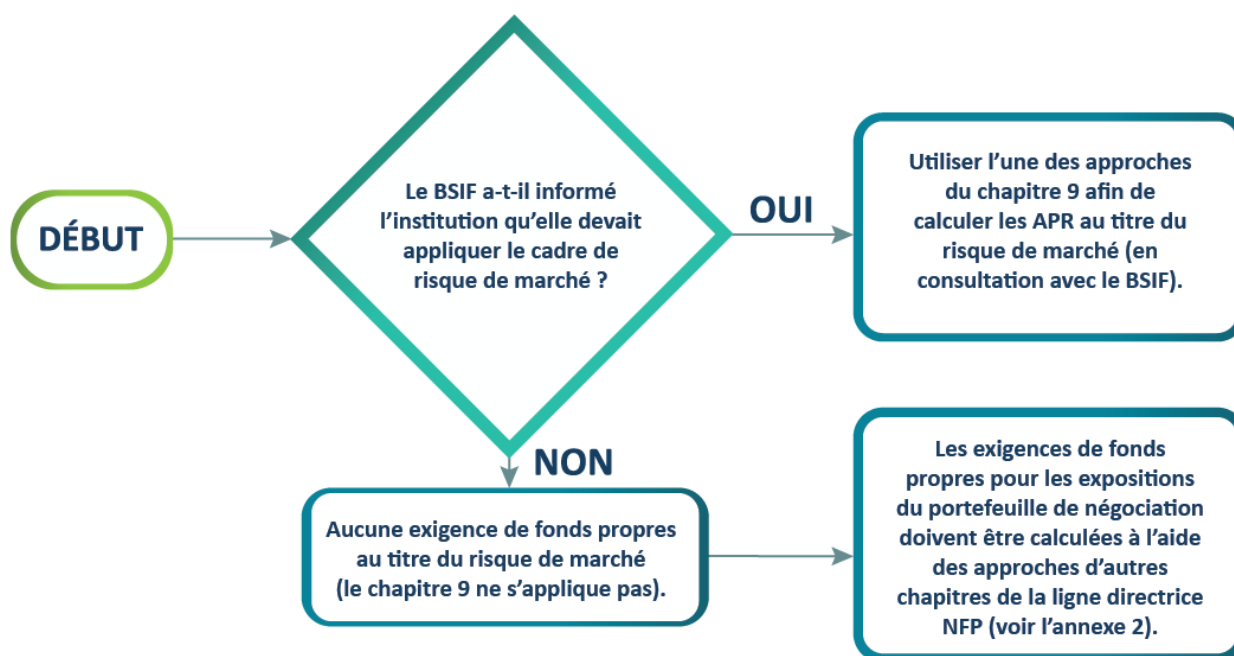 DÉBUT
Le BSIF a-t-il informé
l’institution qu’elle devait
appliquer le cadre de
risque de marché ?
OUI
Utiliser l’une des approches
du chapitre 9 afin de
calculer les APR au titre du
risque de marché (en
consultation avec le BSIF).
NON
Aucune exigence de fonds propres
au titre du risque de marché
(le chapitre 9 ne s’applique pas).
Les exigences de fonds
propres pour les expositions
du portefeuille de négociation
doivent être calculées à l’aide
des approches d’autres
chapitres de la ligne directrice
NFP (voir l’annexe 2).